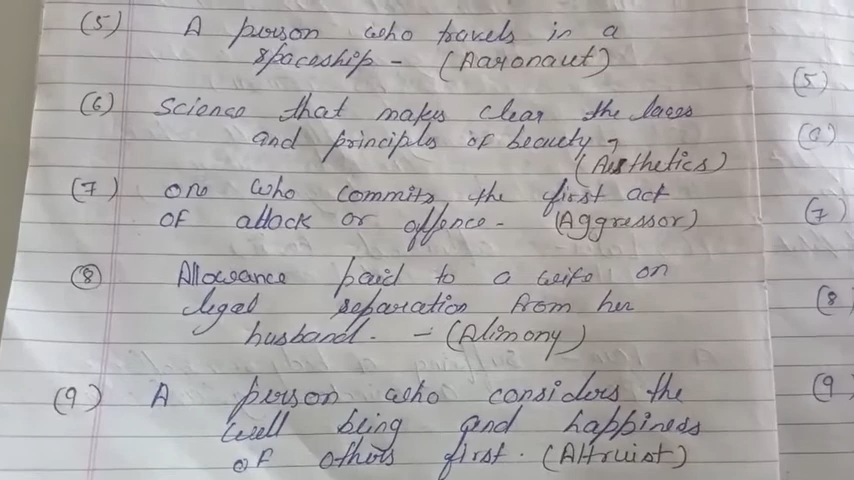 (5) A person who travels in a
spaceship - (Aaronaut)
(6) Science that makes clear the laces
and principles of beauety,
(Aesthetics)
(7) One who commits the first act
of attack or offence - (Aggressor)
(8) Allowance paid to a wife on
legal separation from her
husband. - (Alimony)
(9) A person who considers the
well being and happiness
of others first. (Altruist)
(5)
(6)
(7)
(8
(9